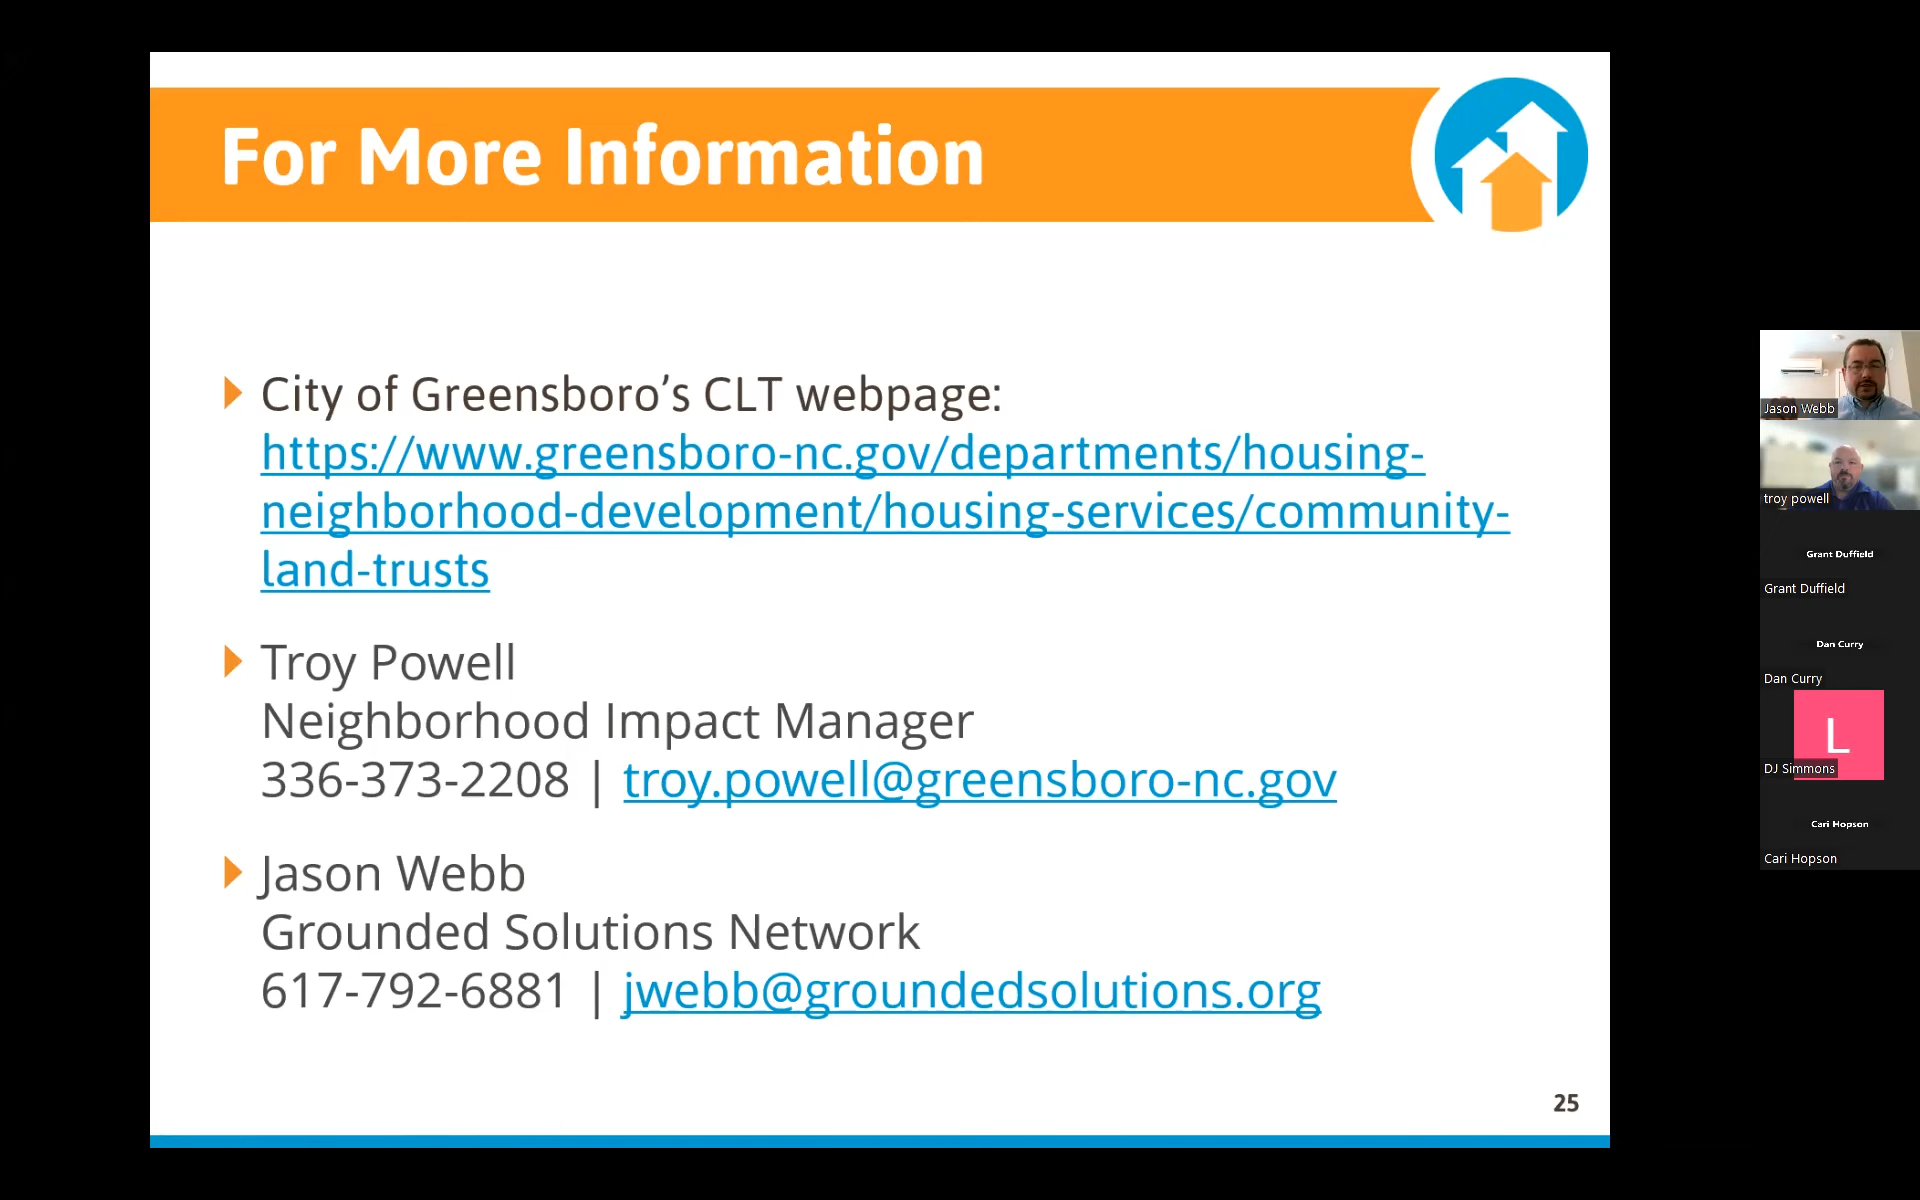 For More Information
City of Greensboro’s CLT webpage:
https://www.greensboro-nc.gov/departments/housing-
neighborhood-development/housing-services/community-
land-trusts
Troy Powell
Neighborhood Impact Manager
336-373-2208 | troy.powell@greensboro-nc.gov
Jason Webb
Grounded Solutions Network
617-792-6881 | jwebb@groundedsolutions.org
25
Jason Webb
troy powell
Grant Duffield
Grant Duffield
Dan Curry
Dan Curry
L
DJ Simmons
Cari Hopson
Cari Hopson